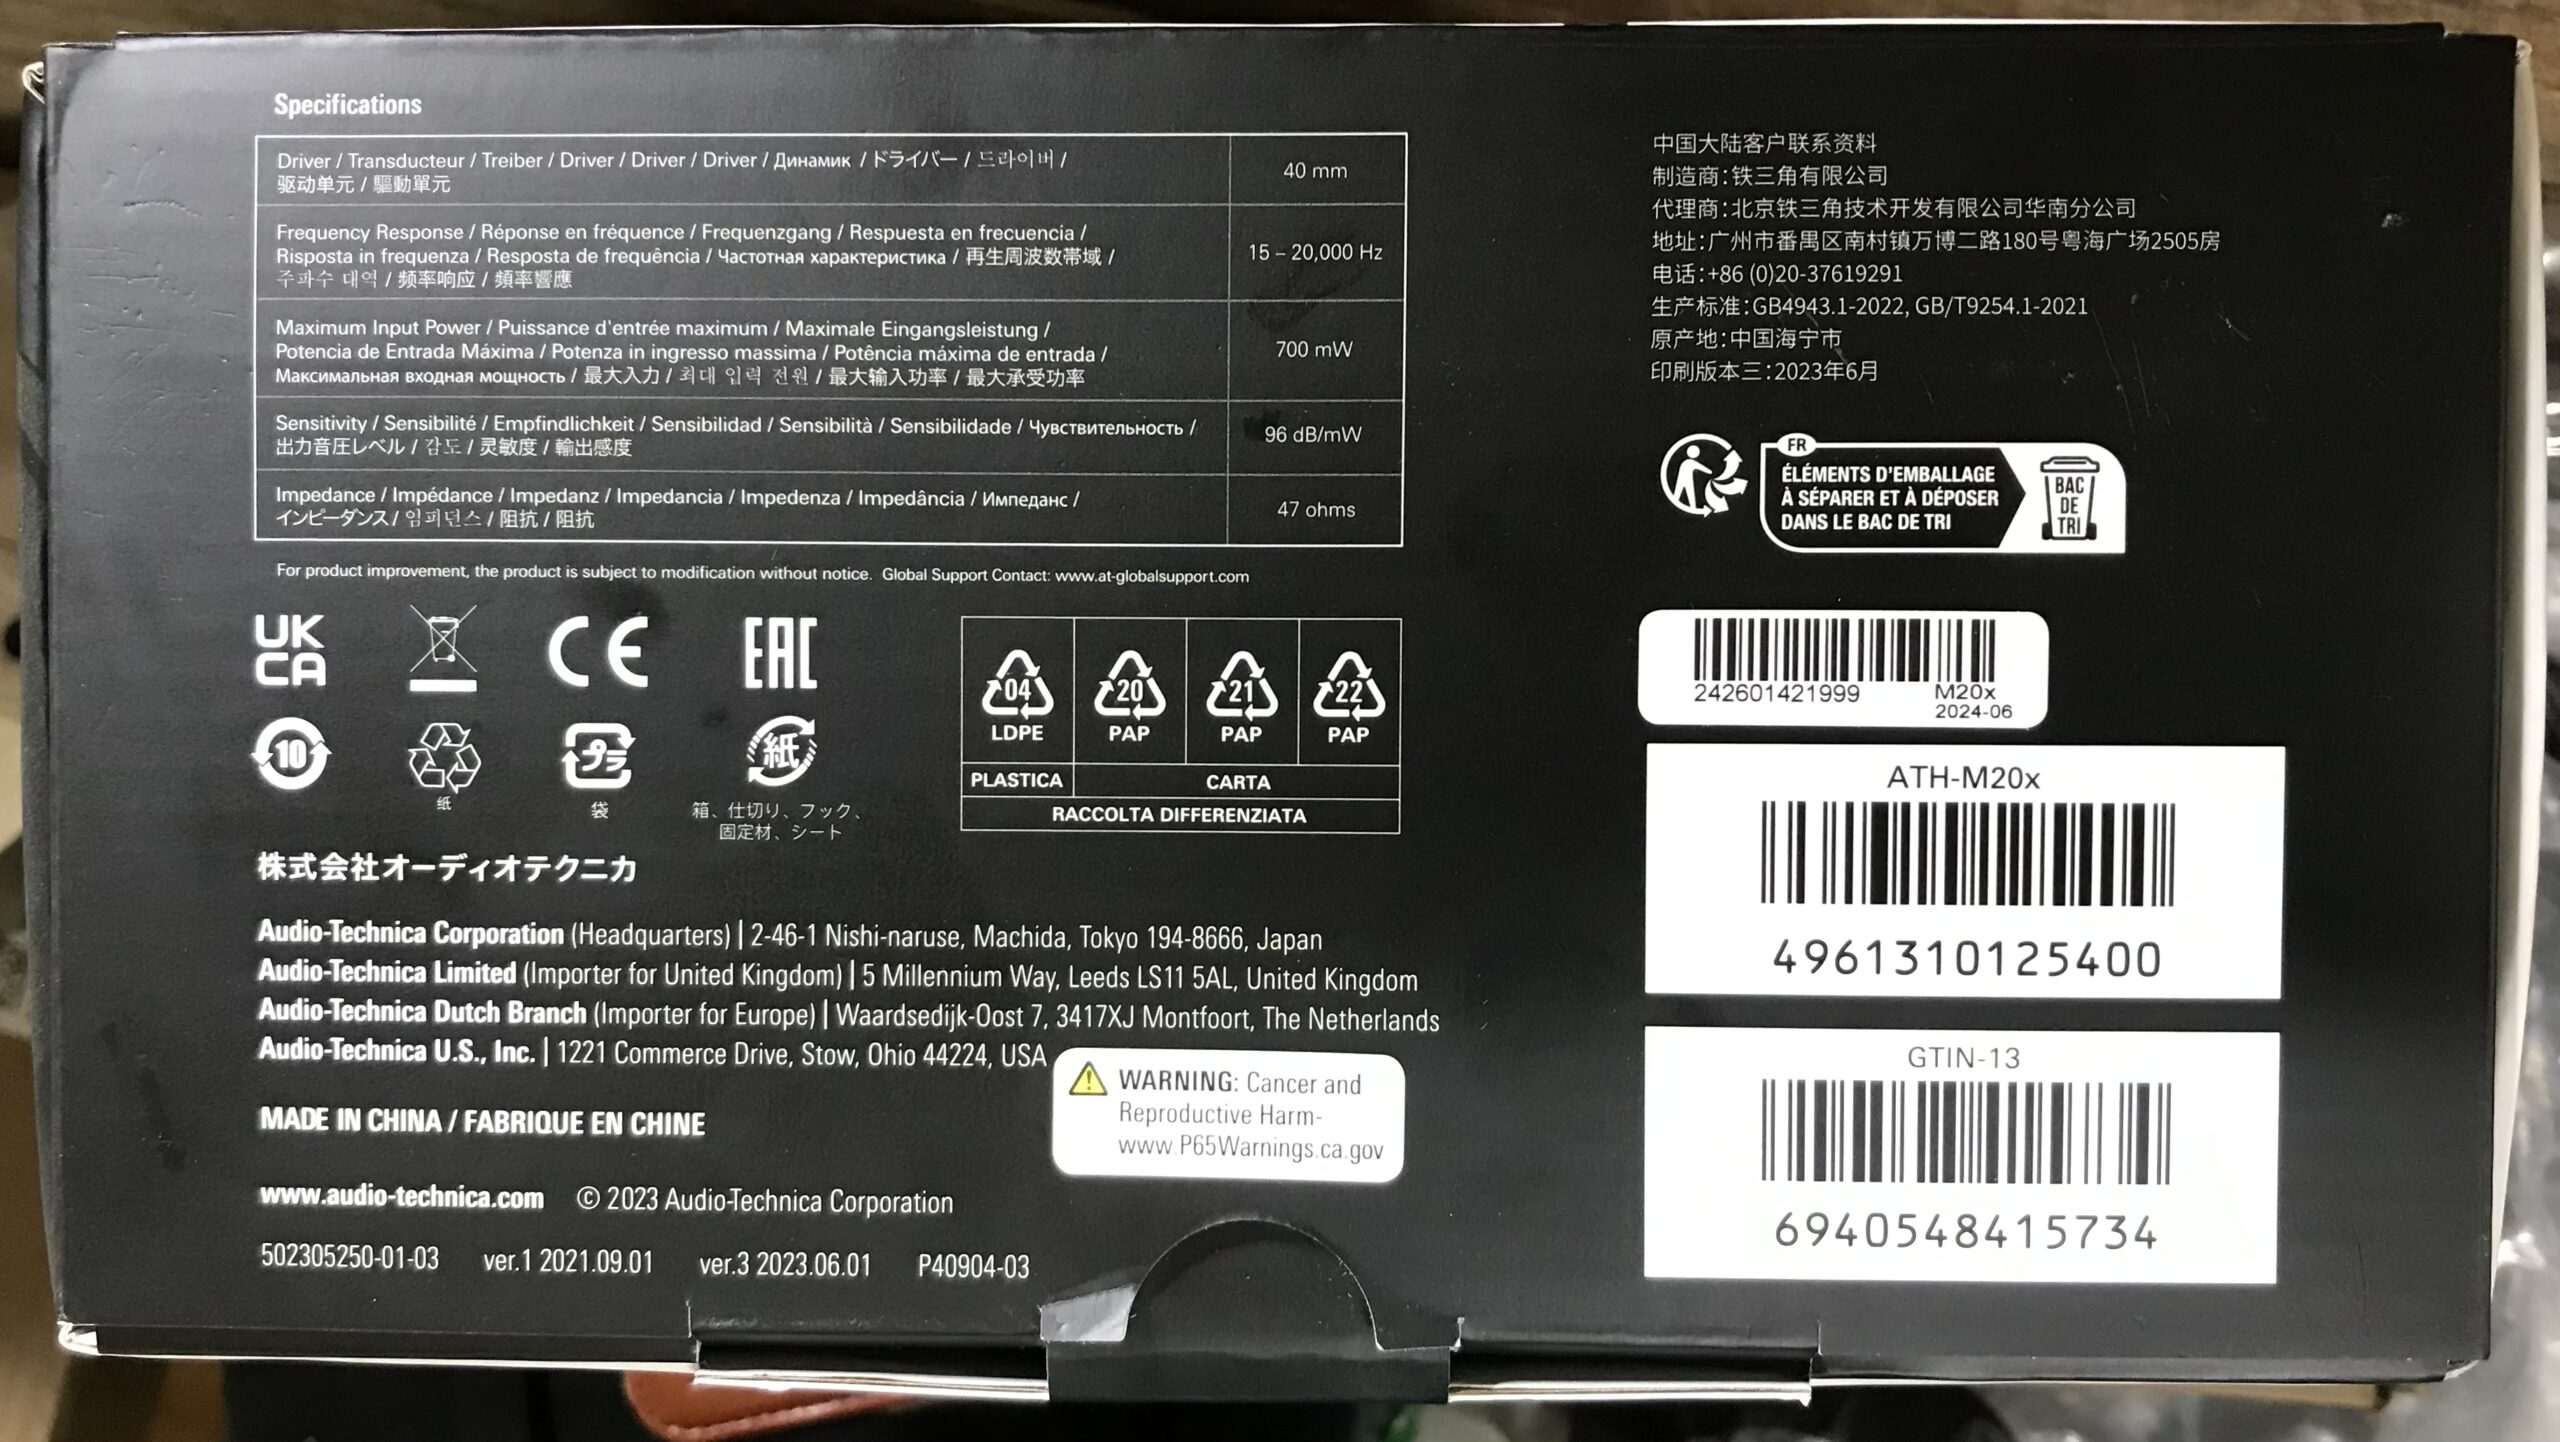 Specifications
Driver / Transducteur / Treiber / Driver / Driver / Driver / Динамик / ドライバー / 드라이버 /
驱动单元 / 驅動單元
40 mm
Frequency Response / Réponse en fréquence / Frequenzgang / Respuesta en frecuencia /
Risposta in frequenza / Resposta de frequência / Частотная характеристика / 再生周波数帯域 /
주파수 대역 / 频率响应 / 頻率響應
15 – 20,000 Hz
Maximum Input Power / Puissance d'entrée maximum / Maximale Eingangsleistung /
Potencia de Entrada Máxima / Potenza in ingresso massima / Potência máxima de entrada /
Максимальная входная мощность / 最大入力 / 최대 입력 전원 / 最大输入功率 / 最大承受功率
700 mW
Sensitivity / Sensibilité / Empfindlichkeit / Sensibilidad / Sensibilità / Sensibilidade / Чувствительность /
出力音圧レベル / 감도 / 灵敏度 / 輸出感度
96 dB/mW
Impedance / Impédance / Impedanz / Impedancia / Impedenza / Impedância / Импеданс /
インピーダンス / 임피던스 / 阻抗 / 阻抗
47 ohms
For product improvement, the product is subject to modification without notice. Global Support Contact: www.at-globalsupport.com
UK
CA
CE
EAC
10
紙
プラ
袋
紙
箱、仕切り、フック、
固定材、シート
04
LDPE
20
PAP
21
PAP
22
PAP
PLASTICA
CARTA
RACCOLTA DIFFERENZIATA
株式会社オーディオテクニカ
Audio-Technica Corporation (Headquarters) | 2-46-1 Nishi-naruse, Machida, Tokyo 194-8666, Japan
Audio-Technica Limited (Importer for United Kingdom) | 5 Millennium Way, Leeds LS11 5AL, United Kingdom
Audio-Technica Dutch Branch (Importer for Europe) | Waardsedijk-Oost 7, 3417XJ Montfoort, The Netherlands
Audio-Technica U.S., Inc. | 1221 Commerce Drive, Stow, Ohio 44224, USA
WARNING: Cancer and
Reproductive Harm-
www.P65Warnings.ca.gov
MADE IN CHINA / FABRIQUE EN CHINE
www.audio-technica.com © 2023 Audio-Technica Corporation
502305250-01-03 ver.1 2021.09.01 ver.3 2023.06.01 P40904-03
中国大陆客户联系资料
制造商:铁三角有限公司
代理商:北京铁三角技术开发有限公司华南分公司
地址:广州市番禺区南村镇万博二路180号粤海广场2505房
电话:+86 (0)20-37619291
生产标准:GB4943.1-2022, GB/T9254.1-2021
原产地:中国海宁市
印刷版本三:2023年6月
FR
ÉLÉMENTS D'EMBALLAGE
À SÉPARER ET À DÉPOSER
DANS LE BAC DE TRI
BAC
DE
TRI
242601421999 M20x
2024-06
ATH-M20x
4961310125400
GTIN-13
6940548415734